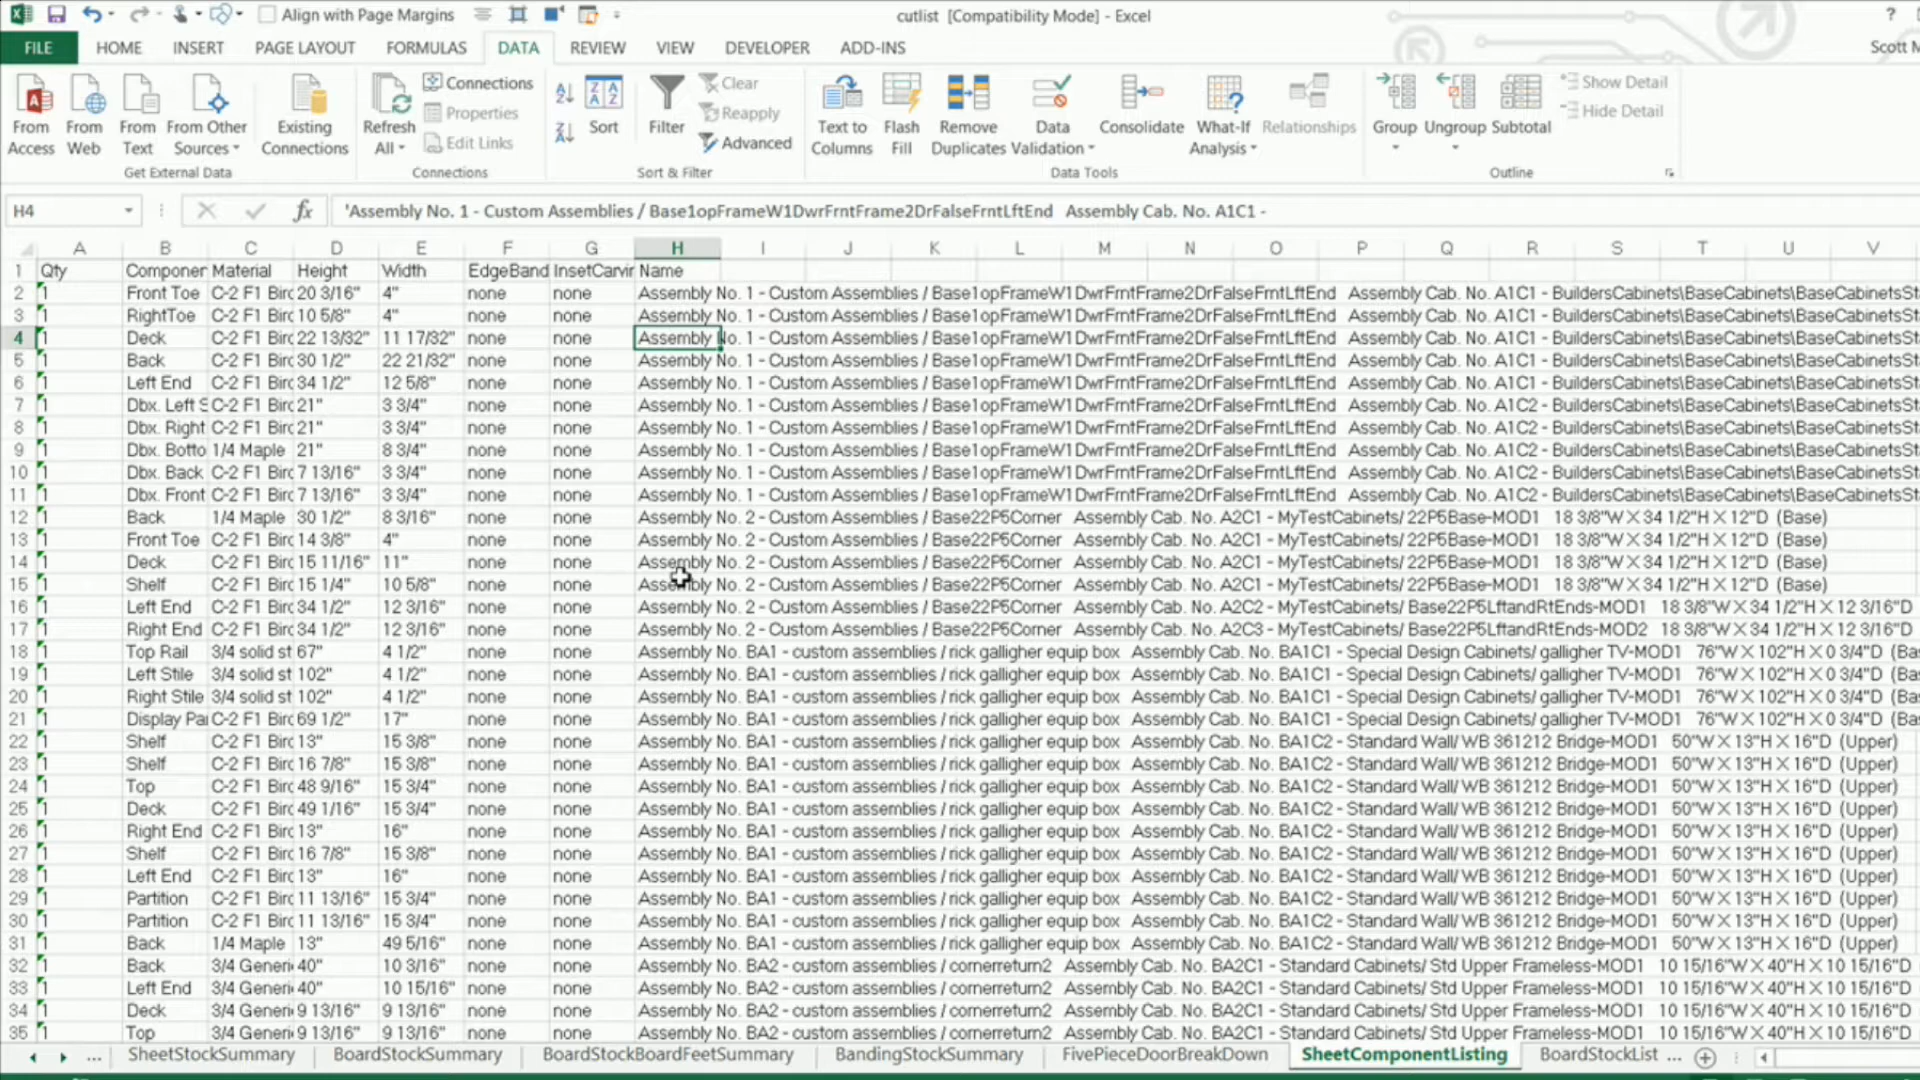 Align with Page Margins
cutlist [Compatibility Mode] - Excel
?
FILE HOME INSERT PAGE LAYOUT FORMULAS DATA REVIEW VIEW DEVELOPER ADD-INS
Scott M
From Access
From Web
From Text
From Other Sources
Existing Connections
Refresh All
Connections
Properties
Edit Links
Sort
Filter
Clear
Reapply
Advanced
Text to Columns
Flash Fill
Remove Duplicates
Data Validation
Consolidate
What-If Analysis
Relationships
Group
Ungroup
Subtotal
Show Detail
Hide Detail
Get External Data Connections Sort & Filter Data Tools Outline
H4 fx 'Assembly No. 1 - Custom Assemblies / Base1opFrameW1DwrFrntFrame2DrFalseFrntLftEnd Assembly Cab. No. A1C1 -
A B C D E F G H I J K L M N O P Q R S T U V
1 Qty Componen Material Height Width EdgeBand InsetCarvin Name
2 1 Front Toe C-2 F1 Birc 20 3/16" 4" none none Assembly No. 1 - Custom Assemblies / Base1opFrameW1DwrFrntFrame2DrFalseFrntLftEnd Assembly Cab. No. A1C1 - BuildersCabinets\BaseCabinets\BaseCabinetsSta
3 1 RightToe C-2 F1 Birc 10 5/8" 4" none none Assembly No. 1 - Custom Assemblies / Base1opFrameW1DwrFrntFrame2DrFalseFrntLftEnd Assembly Cab. No. A1C1 - BuildersCabinets\BaseCabinets\BaseCabinetsSta
4 1 Deck C-2 F1 Birc 22 13/32" 11 17/32" none none Assembly No. 1 - Custom Assemblies / Base1opFrameW1DwrFrntFrame2DrFalseFrntLftEnd Assembly Cab. No. A1C1 - BuildersCabinets\BaseCabinets\BaseCabinetsSta
5 1 Back C-2 F1 Birc 30 1/2" 22 21/32" none none Assembly No. 1 - Custom Assemblies / Base1opFrameW1DwrFrntFrame2DrFalseFrntLftEnd Assembly Cab. No. A1C1 - BuildersCabinets\BaseCabinets\BaseCabinetsSta
6 1 Left End C-2 F1 Birc 34 1/2" 12 5/8" none none Assembly No. 1 - Custom Assemblies / Base1opFrameW1DwrFrntFrame2DrFalseFrntLftEnd Assembly Cab. No. A1C1 - BuildersCabinets\BaseCabinets\BaseCabinetsSta
7 1 Dbx. Left S C-2 F1 Birc 21" 3 3/4" none none Assembly No. 1 - Custom Assemblies / Base1opFrameW1DwrFrntFrame2DrFalseFrntLftEnd Assembly Cab. No. A1C2 - BuildersCabinets\BaseCabinets\BaseCabinetsSta
8 1 Dbx. Right C-2 F1 Birc 21" 3 3/4" none none Assembly No. 1 - Custom Assemblies / Base1opFrameW1DwrFrntFrame2DrFalseFrntLftEnd Assembly Cab. No. A1C2 - BuildersCabinets\BaseCabinets\BaseCabinetsSta
9 1 Dbx. Botto 1/4 Maple 21" 8 3/4" none none Assembly No. 1 - Custom Assemblies / Base1opFrameW1DwrFrntFrame2DrFalseFrntLftEnd Assembly Cab. No. A1C2 - BuildersCabinets\BaseCabinets\BaseCabinetsSta
10 1 Dbx. Back C-2 F1 Birc 7 13/16" 3 3/4" none none Assembly No. 1 - Custom Assemblies / Base1opFrameW1DwrFrntFrame2DrFalseFrntLftEnd Assembly Cab. No. A1C2 - BuildersCabinets\BaseCabinets\BaseCabinetsSta
11 1 Dbx. Front C-2 F1 Birc 7 13/16" 3 3/4" none none Assembly No. 1 - Custom Assemblies / Base1opFrameW1DwrFrntFrame2DrFalseFrntLftEnd Assembly Cab. No. A1C2 - BuildersCabinets\BaseCabinets\BaseCabinetsSta
12 1 Back 1/4 Maple 30 1/2" 8 3/16" none none Assembly No. 2 - Custom Assemblies / Base22P5Corner Assembly Cab. No. A2C1 - MyTestCabinets/ 22P5Base-MOD1 18 3/8"W X 34 1/2"H X 12"D (Base)
13 1 Front Toe C-2 F1 Birc 14 3/8" 4" none none Assembly No. 2 - Custom Assemblies / Base22P5Corner Assembly Cab. No. A2C1 - MyTestCabinets/ 22P5Base-MOD1 18 3/8"W X 34 1/2"H X 12"D (Base)
14 1 Deck C-2 F1 Birc 15 11/16" 11" none none Assembly No. 2 - Custom Assemblies / Base22P5Corner Assembly Cab. No. A2C1 - MyTestCabinets/ 22P5Base-MOD1 18 3/8"W X 34 1/2"H X 12"D (Base)
15 1 Shelf C-2 F1 Birc 15 1/4" 10 5/8" none none Assembly No. 2 - Custom Assemblies / Base22P5Corner Assembly Cab. No. A2C1 - MyTestCabinets/ 22P5Base-MOD1 18 3/8"W X 34 1/2"H X 12"D (Base)
16 1 Left End C-2 F1 Birc 34 1/2" 12 3/16" none none Assembly No. 2 - Custom Assemblies / Base22P5Corner Assembly Cab. No. A2C2 - MyTestCabinets/ Base22P5LftandRtEnds-MOD1 18 3/8"W X 34 1/2"H X 12 3/16"D
17 1 Right End C-2 F1 Birc 34 1/2" 12 3/16" none none Assembly No. 2 - Custom Assemblies / Base22P5Corner Assembly Cab. No. A2C3 - MyTestCabinets/ Base22P5LftandRtEnds-MOD2 18 3/8"W X 34 1/2"H X 12 3/16"D
18 1 Top Rail 3/4 solid st 67" 4 1/2" none none Assembly No. BA1 - custom assemblies / rick galligher equip box Assembly Cab. No. BA1C1 - Special Design Cabinets/ galligher TV-MOD1 76"W X 102"H X 0 3/4"D (Bas
19 1 Left Stile 3/4 solid st 102" 4 1/2" none none Assembly No. BA1 - custom assemblies / rick galligher equip box Assembly Cab. No. BA1C1 - Special Design Cabinets/ galligher TV-MOD1 76"W X 102"H X 0 3/4"D (Bas
20 1 Right Stile 3/4 solid st 102" 4 1/2" none none Assembly No. BA1 - custom assemblies / rick galligher equip box Assembly Cab. No. BA1C1 - Special Design Cabinets/ galligher TV-MOD1 76"W X 102"H X 0 3/4"D (Bas
21 1 Display Pan C-2 F1 Birc 69 1/2" 17" none none Assembly No. BA1 - custom assemblies / rick galligher equip box Assembly Cab. No. BA1C1 - Special Design Cabinets/ galligher TV-MOD1 76"W X 102"H X 0 3/4"D (Bas
22 1 Shelf C-2 F1 Birc 13" 15 3/8" none none Assembly No. BA1 - custom assemblies / rick galligher equip box Assembly Cab. No. BA1C2 - Standard Wall/ WB 361212 Bridge-MOD1 50"W X 13"H X 16"D (Upper)
23 1 Shelf C-2 F1 Birc 16 7/8" 15 3/8" none none Assembly No. BA1 - custom assemblies / rick galligher equip box Assembly Cab. No. BA1C2 - Standard Wall/ WB 361212 Bridge-MOD1 50"W X 13"H X 16"D (Upper)
24 1 Top C-2 F1 Birc 48 9/16" 15 3/4" none none Assembly No. BA1 - custom assemblies / rick galligher equip box Assembly Cab. No. BA1C2 - Standard Wall/ WB 361212 Bridge-MOD1 50"W X 13"H X 16"D (Upper)
25 1 Deck C-2 F1 Birc 49 1/16" 15 3/4" none none Assembly No. BA1 - custom assemblies / rick galligher equip box Assembly Cab. No. BA1C2 - Standard Wall/ WB 361212 Bridge-MOD1 50"W X 13"H X 16"D (Upper)
26 1 Right End C-2 F1 Birc 13" 16" none none Assembly No. BA1 - custom assemblies / rick galligher equip box Assembly Cab. No. BA1C2 - Standard Wall/ WB 361212 Bridge-MOD1 50"W X 13"H X 16"D (Upper)
27 1 Shelf C-2 F1 Birc 16 7/8" 15 3/8" none none Assembly No. BA1 - custom assemblies / rick galligher equip box Assembly Cab. No. BA1C2 - Standard Wall/ WB 361212 Bridge-MOD1 50"W X 13"H X 16"D (Upper)
28 1 Left End C-2 F1 Birc 13" 16" none none Assembly No. BA1 - custom assemblies / rick galligher equip box Assembly Cab. No. BA1C2 - Standard Wall/ WB 361212 Bridge-MOD1 50"W X 13"H X 16"D (Upper)
29 1 Partition C-2 F1 Birc 11 13/16" 15 3/4" none none Assembly No. BA1 - custom assemblies / rick galligher equip box Assembly Cab. No. BA1C2 - Standard Wall/ WB 361212 Bridge-MOD1 50"W X 13"H X 16"D (Upper)
30 1 Partition C-2 F1 Birc 11 13/16" 15 3/4" none none Assembly No. BA1 - custom assemblies / rick galligher equip box Assembly Cab. No. BA1C2 - Standard Wall/ WB 361212 Bridge-MOD1 50"W X 13"H X 16"D (Upper)
31 1 Back 1/4 Maple 13" 49 5/16" none none Assembly No. BA1 - custom assemblies / rick galligher equip box Assembly Cab. No. BA1C2 - Standard Wall/ WB 361212 Bridge-MOD1 50"W X 13"H X 16"D (Upper)
32 1 Back 3/4 Generi 40" 10 3/16" none none Assembly No. BA2 - custom assemblies / cornerreturn2 Assembly Cab. No. BA2C1 - Standard Cabinets/ Std Upper Frameless-MOD1 10 15/16"W X 40"H X 10 15/16"D
33 1 Left End 3/4 Generi 40" 10 15/16" none none Assembly No. BA2 - custom assemblies / cornerreturn2 Assembly Cab. No. BA2C1 - Standard Cabinets/ Std Upper Frameless-MOD1 10 15/16"W X 40"H X 10 15/16"D
34 1 Deck 3/4 Generi 9 13/16" 9 13/16" none none Assembly No. BA2 - custom assemblies / cornerreturn2 Assembly Cab. No. BA2C1 - Standard Cabinets/ Std Upper Frameless-MOD1 10 15/16"W X 40"H X 10 15/16"D
35 1 Top 3/4 Generi 9 13/16" 9 13/16" none none Assembly No. BA2 - custom assemblies / cornerreturn2 Assembly Cab. No. BA2C1 - Standard Cabinets/ Std Upper Frameless-MOD1 10 15/16"W X 40"H X 10 15/16"D
... SheetStockSummary BoardStockSummary BoardStockBoardFeetSummary BandingStockSummary FivePieceDoorBreakDown SheetComponentListing BoardStockList ...